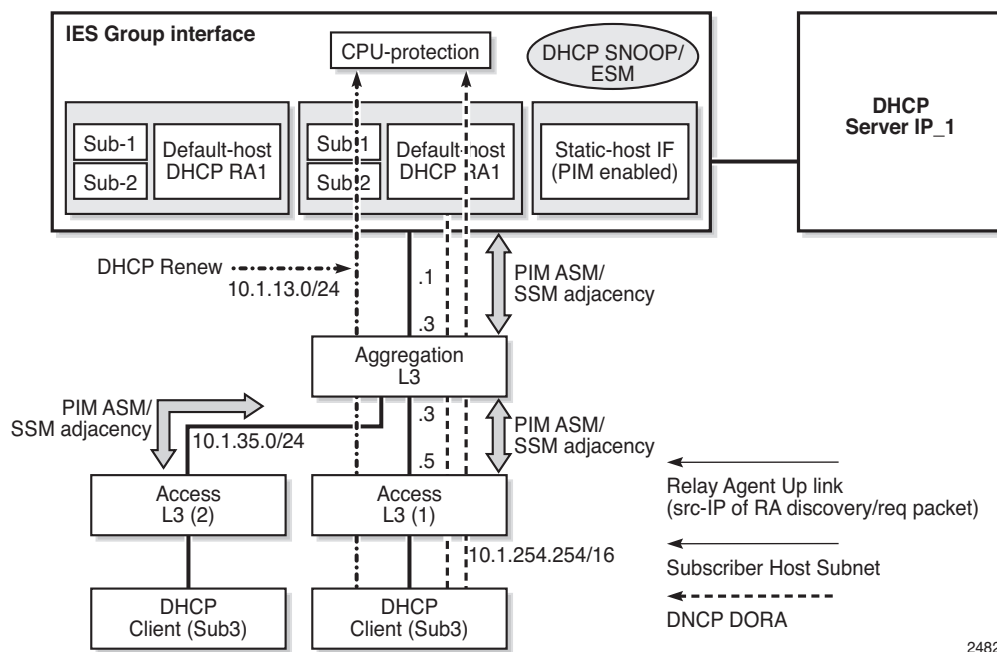 IES Group interface
CPU-protection
DHCP SNOOP/
ESM
DHCP
Server IP_1
Sub-1
Sub-2
Default-host
DHCP RA1
Sub-1
Sub-2
Default-host
DHCP RA1
Static-host IF
(PIM enabled)
DHCP Renew
10.1.13.0/24
.1
.3
PIM ASM/
SSM adjacency
Aggregation
L3
PIM ASM/
SSM adjacency
10.1.35.0/24
.3
.5
PIM ASM/
SSM adjacency
Access
L3 (2)
Access
L3 (1)
10.1.254.254/16
DHCP
Client (Sub3)
DHCP
Client (Sub3)
Relay Agent Up link
(src-IP of RA discovery/req packet)
Subscriber Host Subnet
DNCP DORA
2482